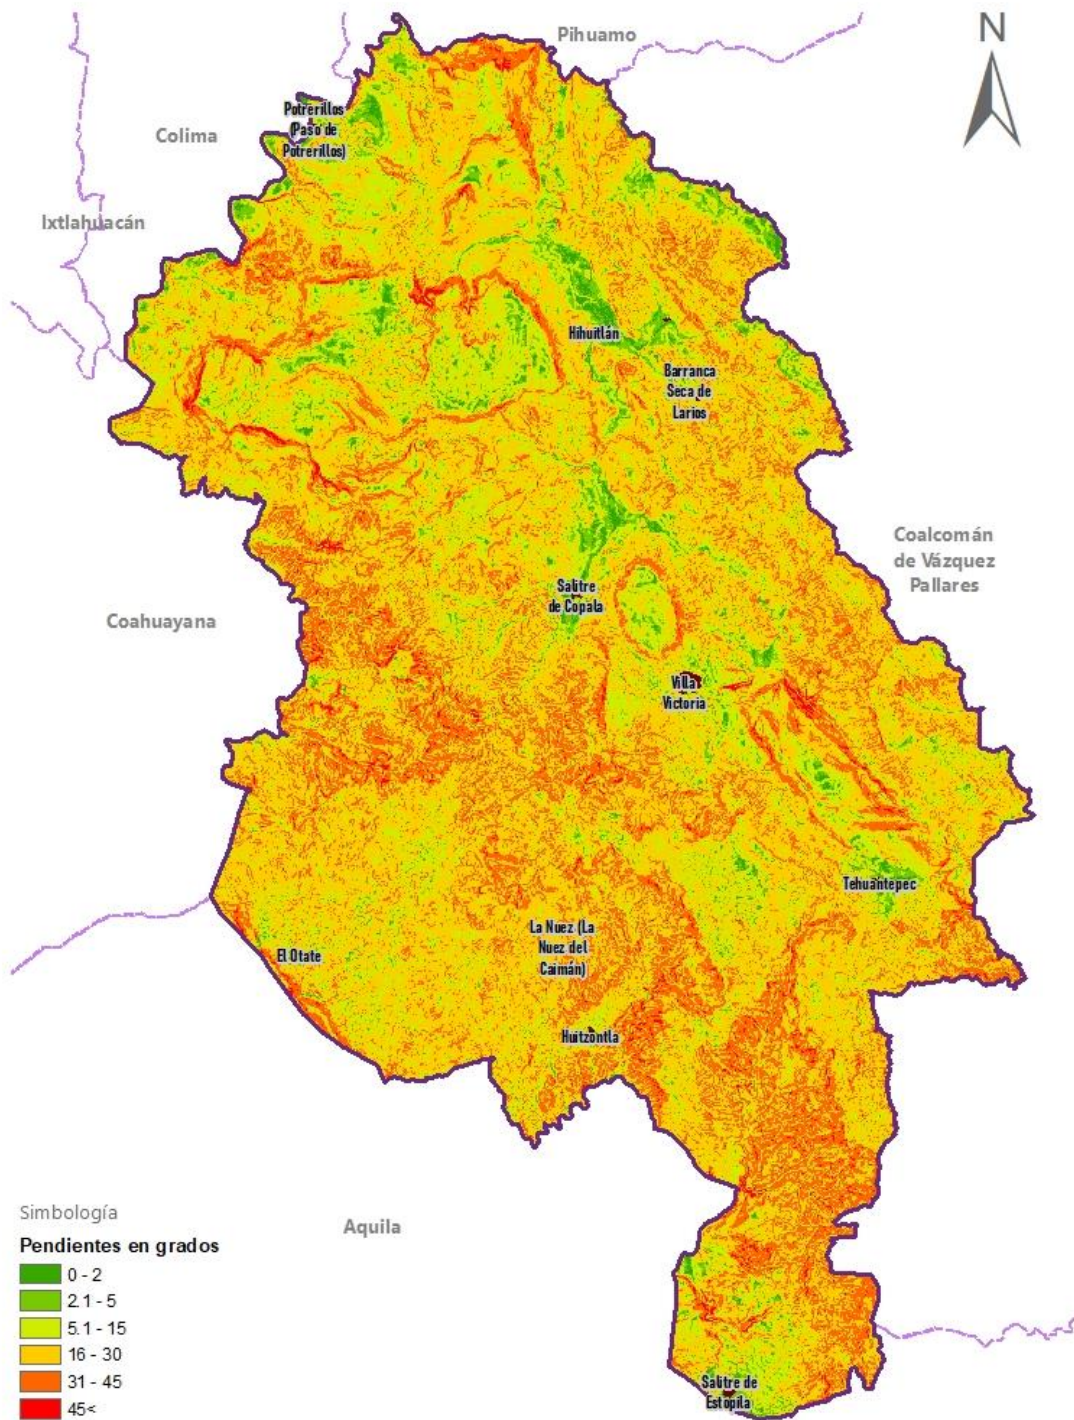 N
Pihuamo
Potrerillos
(Paso de
Potrerillos)
Colima
Ixtlahuacán
Hihuitlán
Barranca
Seca de
Larios
Coalcomán
de Vázquez
Pallares
Salitre
de Copala
Coahuayana
Villa
Victoria
Tehuantepec
La Nuez (La
Nuez del
Caimán)
El Otate
Huitzontla
Aquila
Salitre de
Estopila
Simbología
Pendientes en grados
0 - 2
2.1 - 5
5.1 - 15
16 - 30
31 - 45
45<